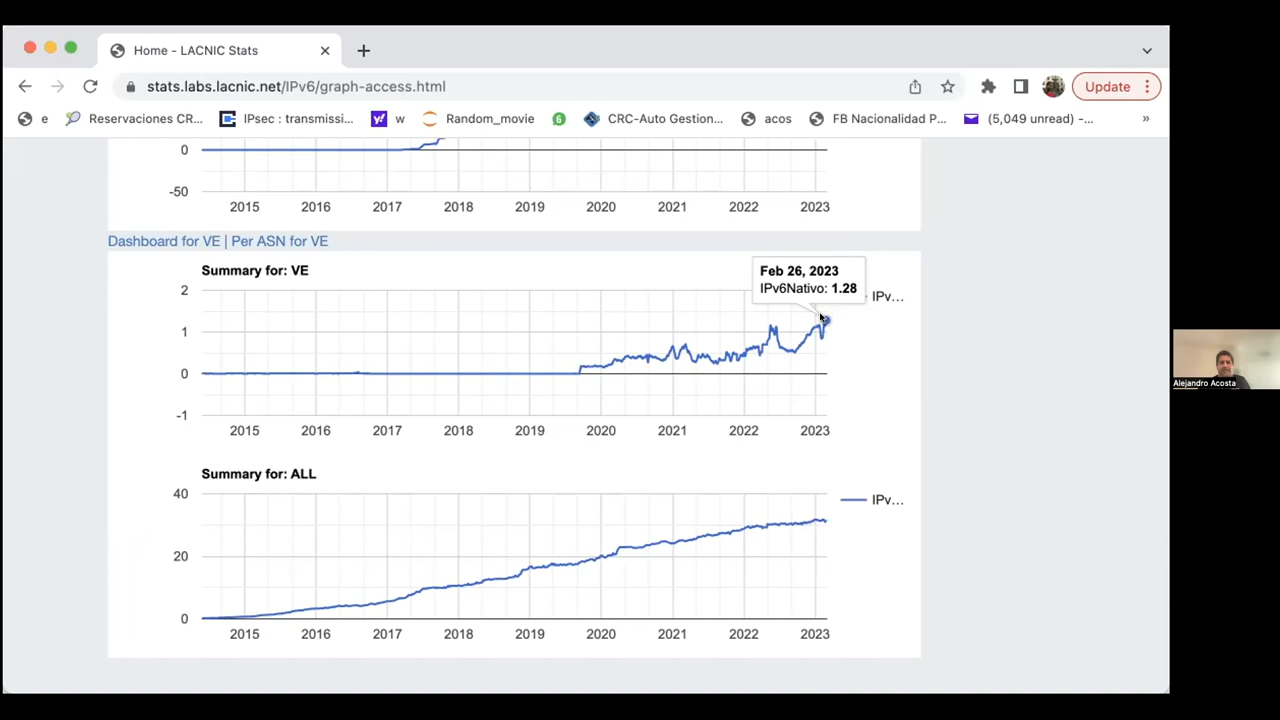 Home - LACNIC Stats
stats.labs.lacnic.net/IPv6/graph-access.html
Update
e Reservaciones CR... IPsec : transmissi... w Random_movie 6 CRC-Auto Gestion... acos FB Nacionalidad P... (5,049 unread) -... »
0
-50
2015 2016 2017 2018 2019 2020 2021 2022 2023
Dashboard for VE | Per ASN for VE
Summary for: VE
Feb 26, 2023
IPv6Nativo: 1.28
IPv...
2
1
0
-1
2015 2016 2017 2018 2019 2020 2021 2022 2023
Summary for: ALL
IPv...
40
20
0
2015 2016 2017 2018 2019 2020 2021 2022 2023
Alejandro Acosta